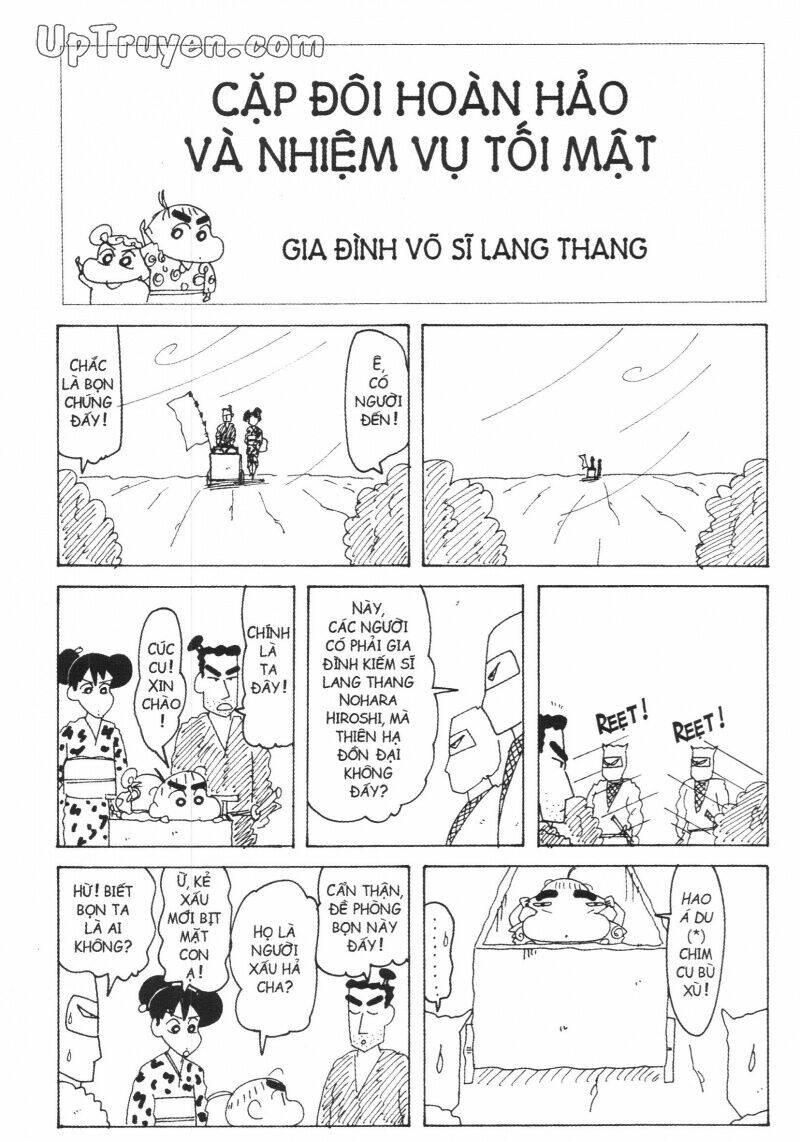 UpTruyen.com
CẶP ĐÔI HOÀN HẢO
VÀ NHIỆM VỤ TỐI MẬT
GIA ĐÌNH VÕ SĨ LANG THANG
Ê,
CÓ
NGƯỜI
ĐẾN!
CHẮC
LÀ BỌN
CHÚNG
ĐẤY!
REẸT!
REẸT!
NÀY,
CÁC NGƯỜI
CÓ PHẢI GIA
ĐÌNH KIẾM SĨ
LANG THANG
NOHARA
HIROSHI, MÀ
THIÊN HẠ
ĐỒN ĐẠI
KHÔNG
ĐẤY?
CHÍNH
LÀ
TA
ĐÂY!
CÚC
CU!
XIN
CHÀO
!
HAO
Á DU
(*)
CHIM
CU BÙ
XÙ!
........
CẨN THẬN,
ĐỀ PHÒNG
BỌN NÀY
ĐẤY!
HỌ LÀ
NGƯỜI
XẤU HẢ
CHA?
Ữ, KẺ
XẤU
MỚI BỊT
MẶT
CON
Ạ!
HỪ! BIẾT
BỌN TA
LÀ AI
KHÔNG?